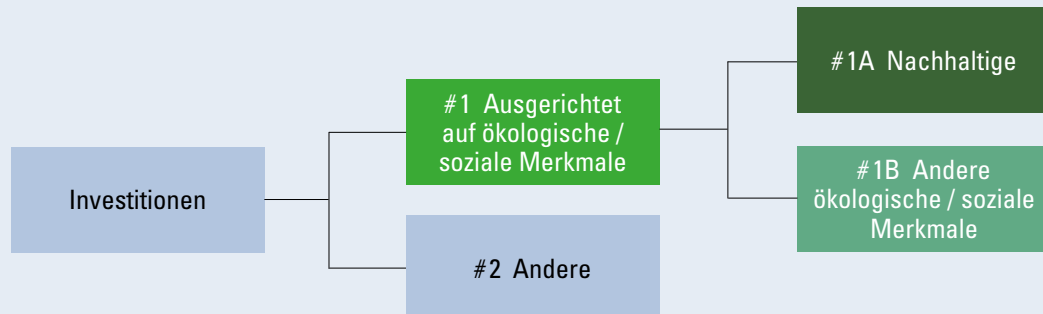 Investitionen
#1 Ausgerichtet
auf ökologische /
soziale Merkmale
#2 Andere
#1A Nachhaltige
#1B Andere
ökologische / soziale
Merkmale